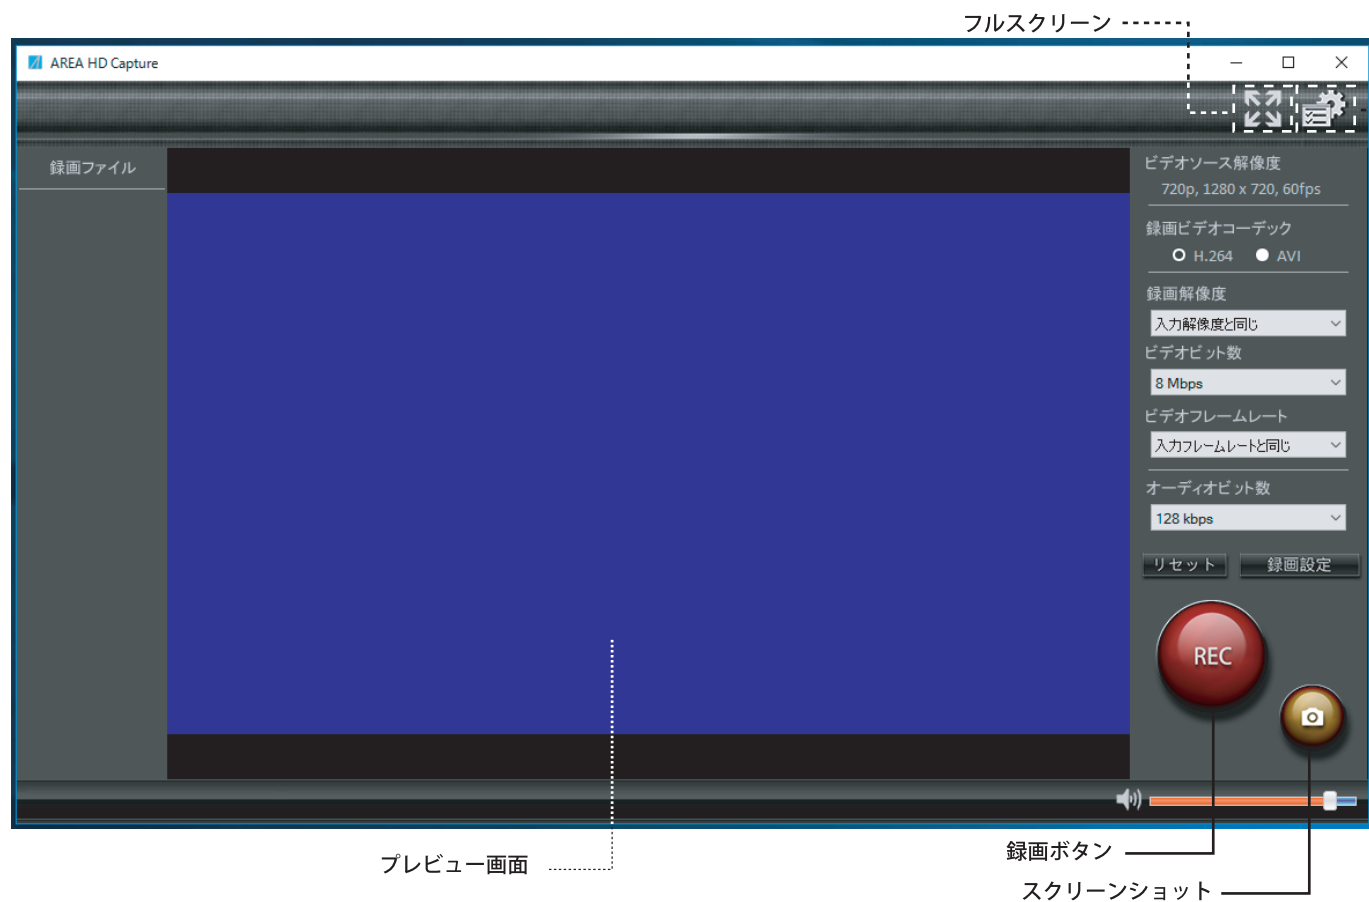 フルスクリーン
AREA HD Capture
録画ファイル
ビデオソース解像度
720p, 1280 x 720, 60fps
録画ビデオコーデック
H.264 AVI
録画解像度
入力解像度と同じ
ビデオビット数
8 Mbps
ビデオフレームレート
入力フレームレートと同じ
オーディオビット数
128 kbps
リセット 録画設定
REC
プレビュー画面
録画ボタン
スクリーンショット